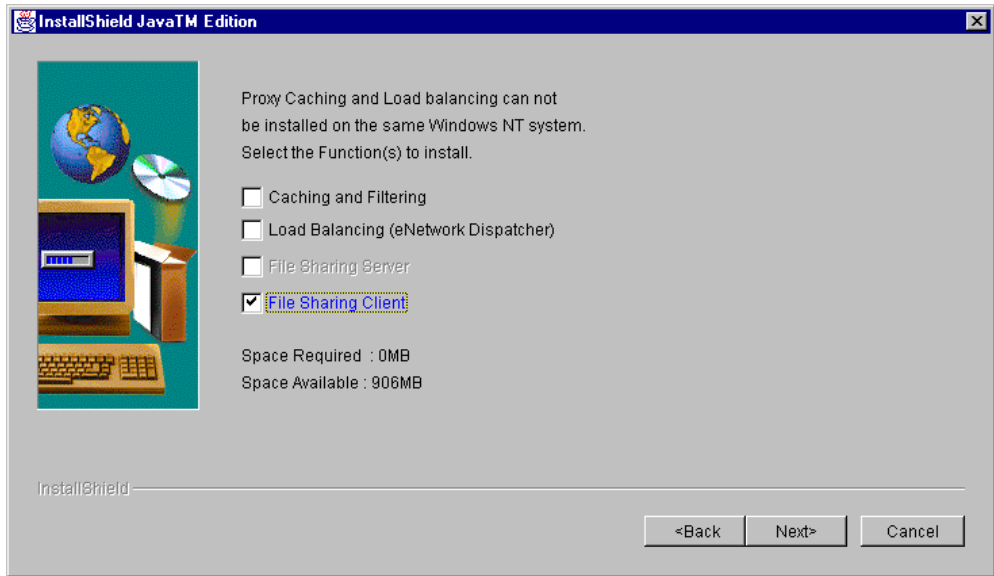 InstallShield JavaTM Edition
Proxy Caching and Load balancing can not
be installed on the same Windows NT system.
Select the Function(s) to install.
Caching and Filtering
Load Balancing (eNetwork Dispatcher)
File Sharing Server
File Sharing Client
Space Required : 0MB
Space Available : 906MB
InstallShield
<Back Next> Cancel